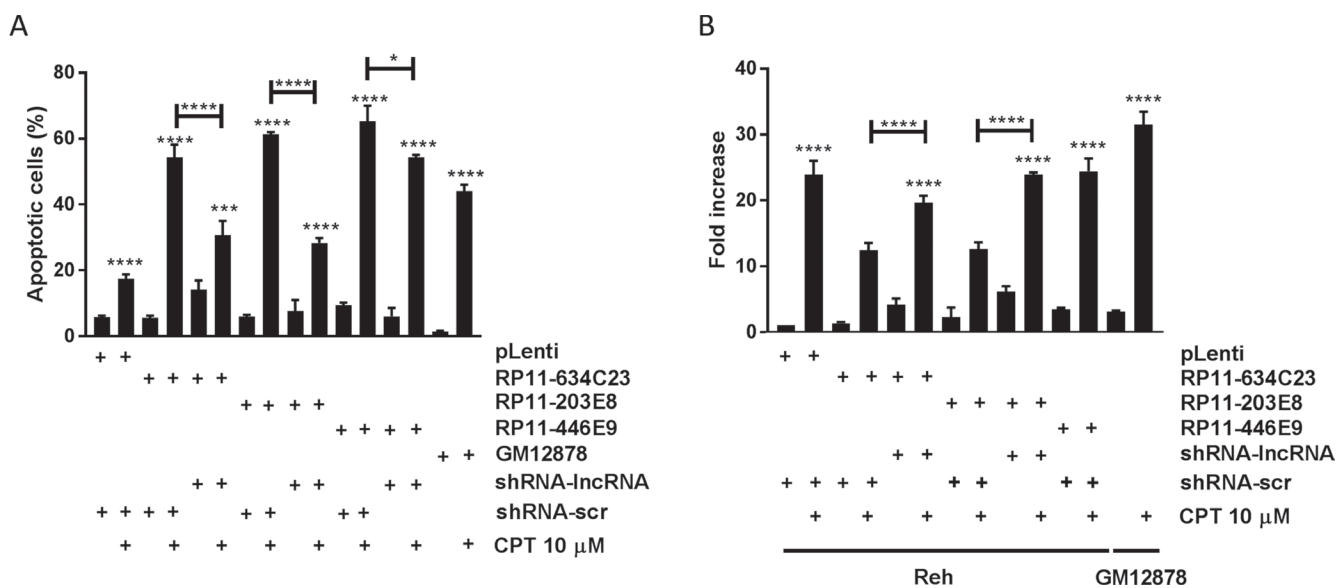 A
Apoptotic cells (%)
80
60
40
20
0
****
****
****
****
***
****
****
****
*
****
****
****
+ + pLenti
+ + + + RP11-634C23
+ + + + RP11-203E8
+ + + + RP11-446E9
+ + GM12878
+ + + + + + shRNA-lncRNA
+ + + + + + + + shRNA-scr
+ + + + + + + + CPT 10 µM
B
Fold increase
40
30
20
10
0
****
****
****
****
****
****
****
+ + pLenti
+ + + + RP11-634C23
+ + + + RP11-203E8
+ + RP11-446E9
+ + + + shRNA-lncRNA
+ + + + + + + + shRNA-scr
+ + + + + + + CPT 10 µM
Reh GM12878